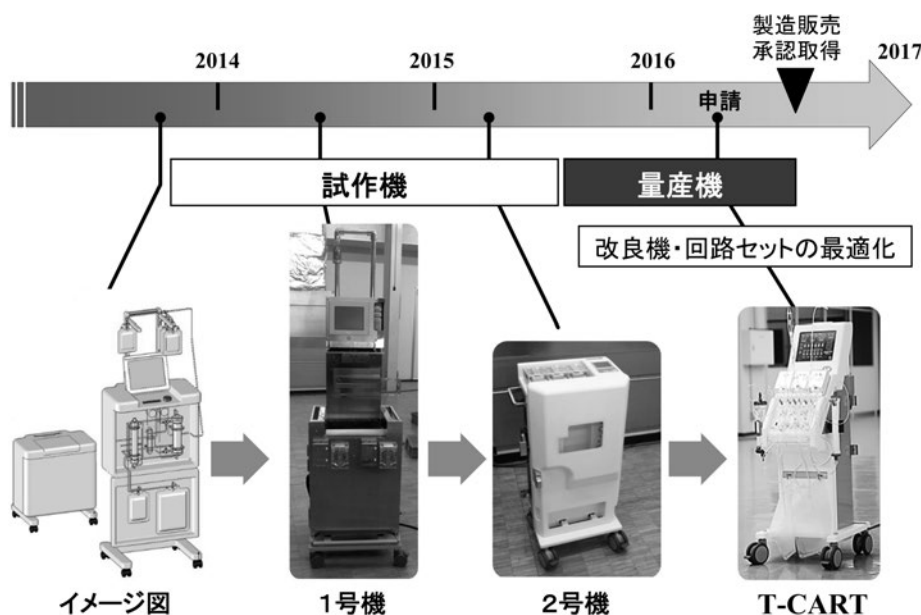 製造販売
承認取得
2014
2015
2016
2017
申請
試作機
量産機
改良機・回路セットの最適化
イメージ図
1号機
2号機
T-CART